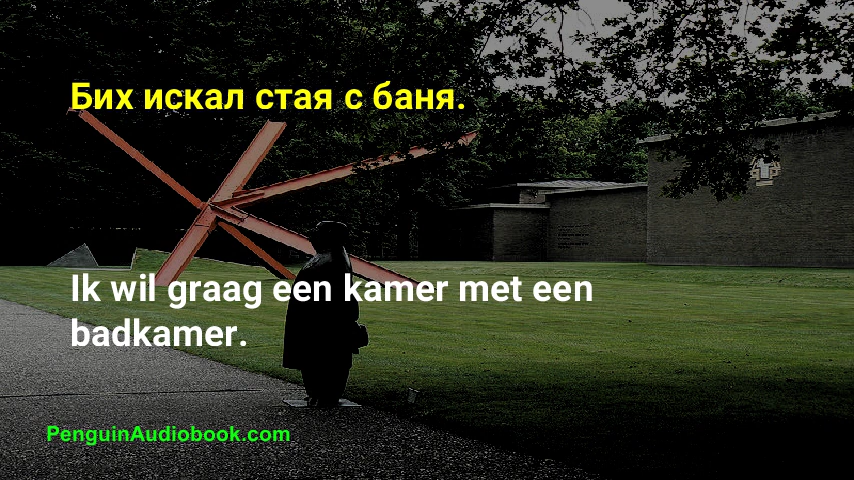 Бих искал стая с баня.
Ik wil graag een kamer met een
badkamer.
PenguinAudiobook.com